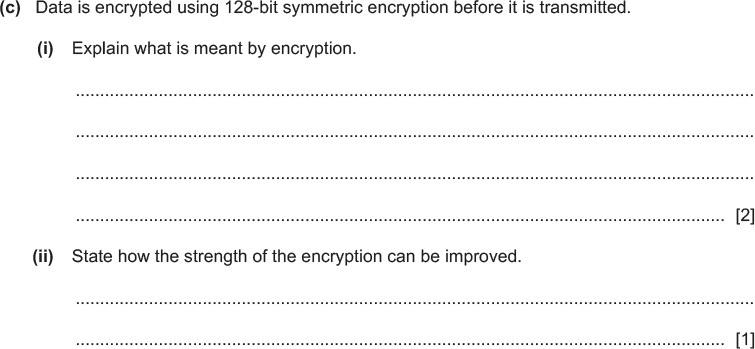 (c) Data is encrypted using 128-bit symmetric encryption before it is transmitted.
(i) Explain what is meant by encryption.
..........................................................................................................................................
..........................................................................................................................................
..........................................................................................................................................
.................................................................................................................................... [2]
(ii) State how the strength of the encryption can be improved.
..........................................................................................................................................
.................................................................................................................................... [1]